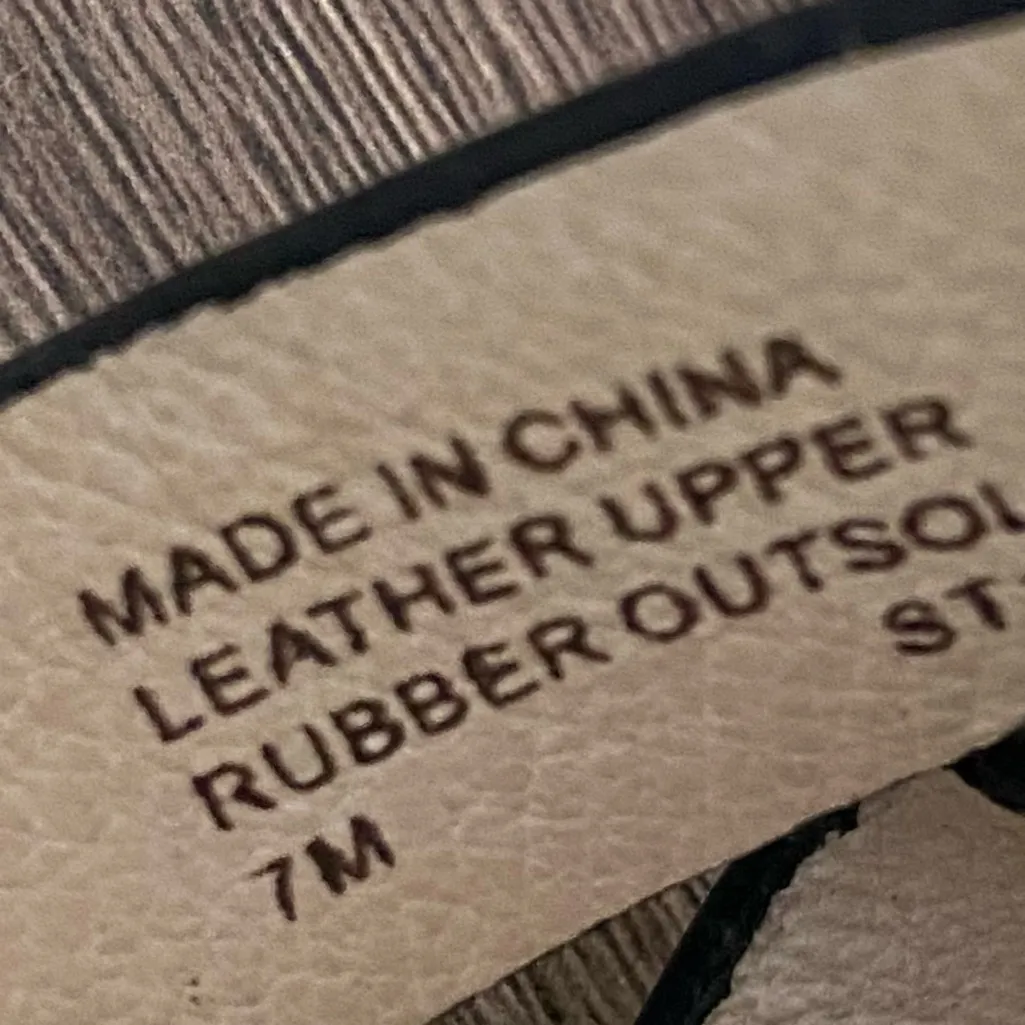 MADE IN CHINA
LEATHER UPPER
RUBBER OUTSOL
ST
7M